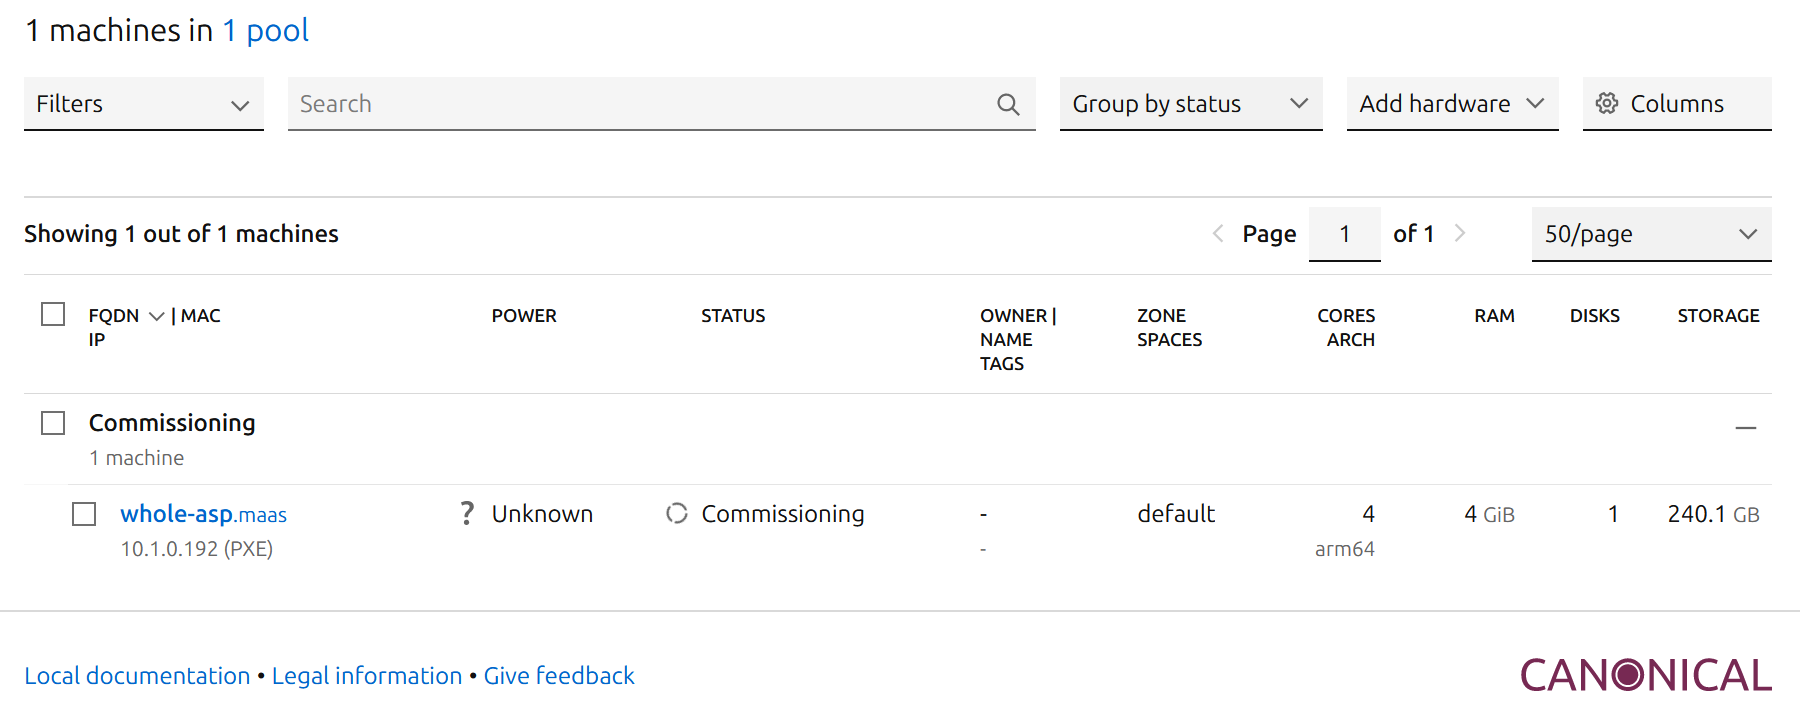 1 machines in 1 pool
Filters Search Group by status Add hardware Columns
Showing 1 out of 1 machines Page 1 of 1 50/page
FQDN | MAC POWER STATUS OWNER | ZONE CORES RAM DISKS STORAGE
IP NAME SPACES ARCH
TAGS
Commissioning
1 machine
whole-asp.maas ? Unknown Commissioning - default 4 4 GiB 1 240.1 GB
10.1.0.192 (PXE) - arm64
Local documentation • Legal information • Give feedback CANONICAL